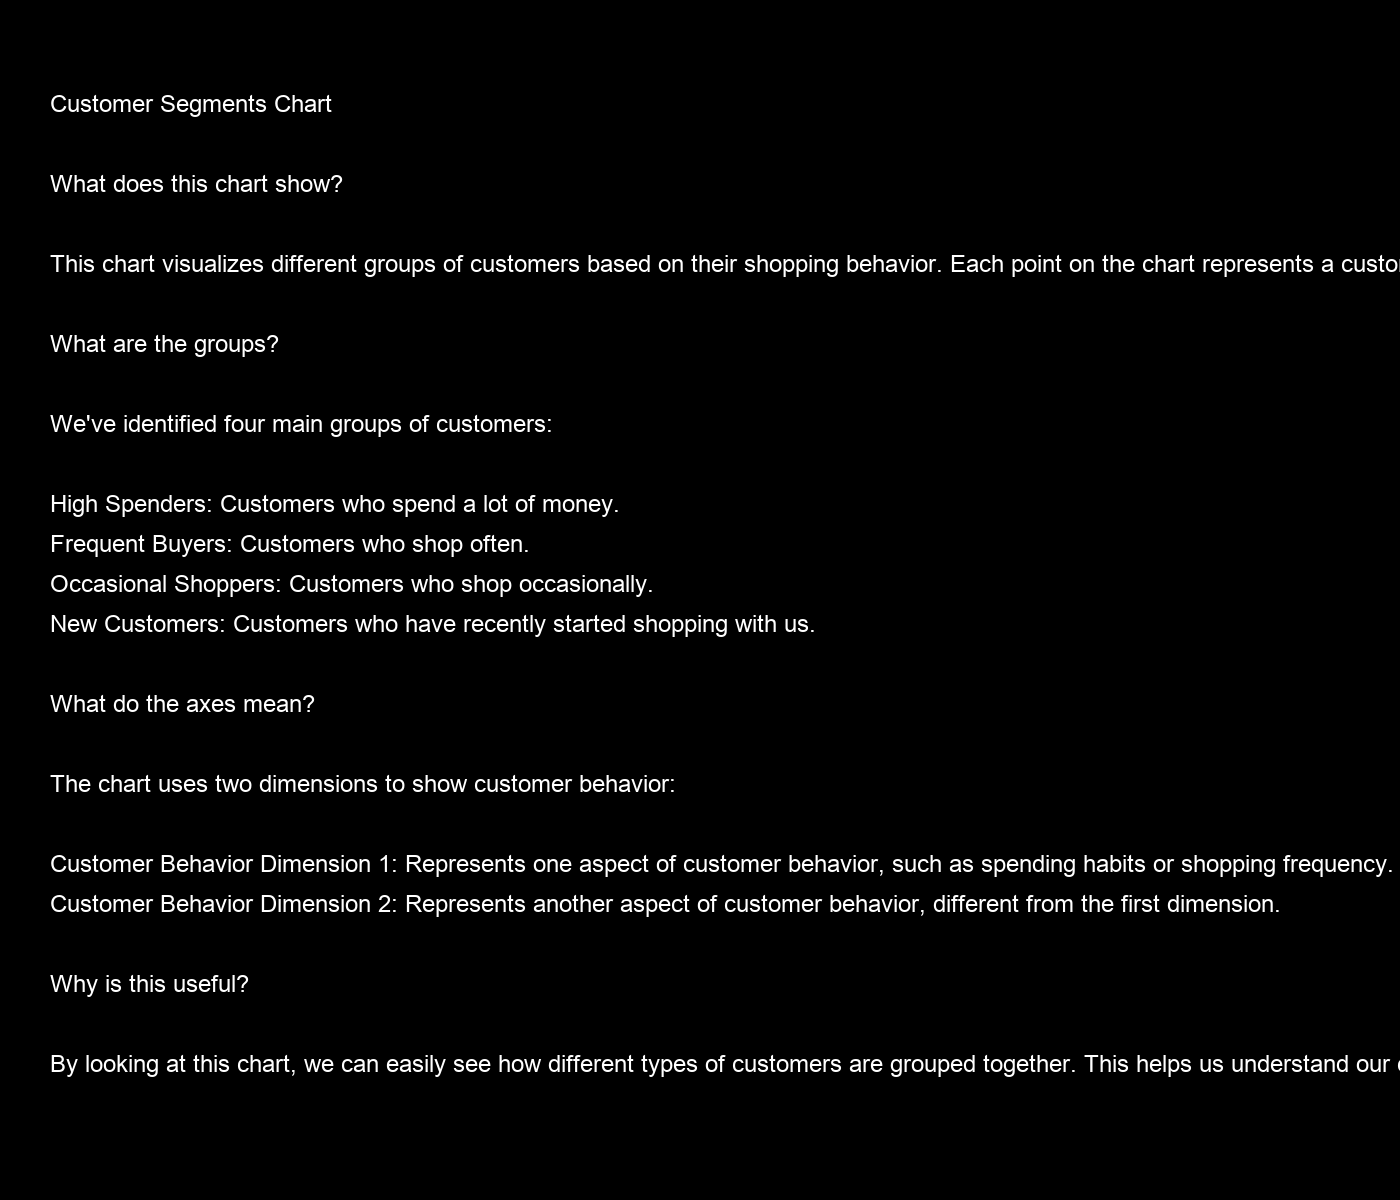 Customer Segments Chart
What does this chart show?
This chart visualizes different groups of customers based on their shopping behavior. Each point on the chart represents a
What are the groups?
We've identified four main groups of customers:
High Spenders: Customers who spend a lot of money.
Frequent Buyers: Customers who shop often.
Occasional Shoppers: Customers who shop occasionally.
New Customers: Customers who have recently started shopping with us.
What do the axes mean?
The chart uses two dimensions to show customer behavior:
Customer Behavior Dimension 1: Represents one aspect of customer behavior, such as spending habits or shopping frequency.
Customer Behavior Dimension 2: Represents another aspect of customer behavior, different from the first dimension.
Why is this useful?
By looking at this chart, we can easily see how different types of customers are grouped together. This helps us understand our